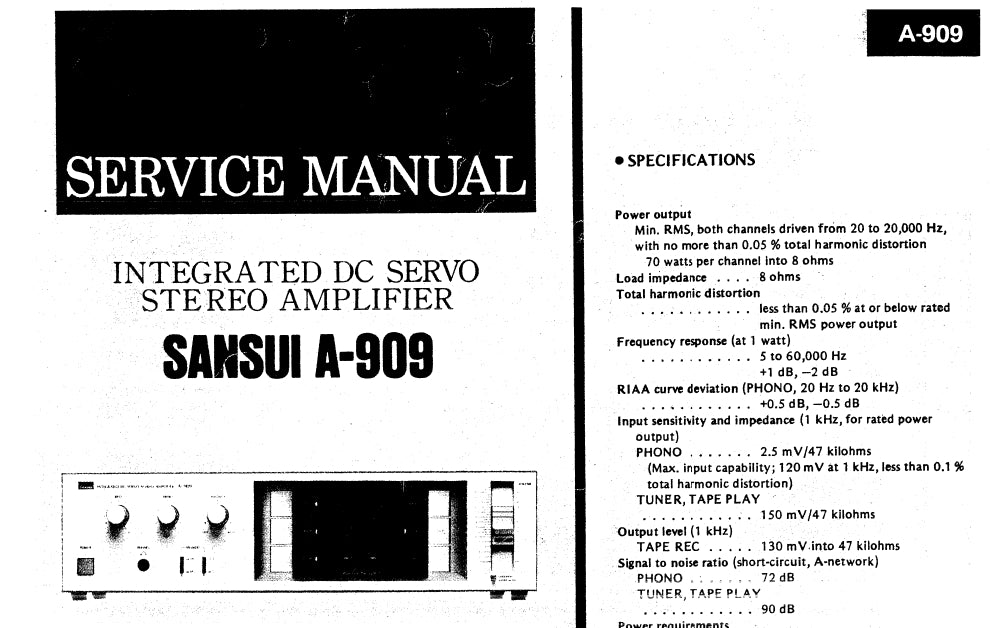 SERVICE MANUAL
INTEGRATED DC SERVO
STEREO AMPLIFIER
SANSUI A-909
A-909
● SPECIFICATIONS
Power output
Min. RMS, both channels driven from 20 to 20,000 Hz,
with no more than 0.05 % total harmonic distortion
70 watts per channel into 8 ohms
Load impedance . . . . 8 ohms
Total harmonic distortion
. . . . . . . . . . . . less than 0.05 % at or below rated
min. RMS power output
Frequency response (at 1 watt)
. . . . . . . . . . . . 5 to 60,000 Hz
+1 dB, −2 dB
RIAA curve deviation (PHONO, 20 Hz to 20 kHz)
. . . . . . . . . . . . +0.5 dB, −0.5 dB
Input sensitivity and impedance (1 kHz, for rated power
output)
PHONO . . . . . . . 2.5 mV/47 kilohms
(Max. input capability; 120 mV at 1 kHz, less than 0.1 %
total harmonic distortion)
TUNER, TAPE PLAY
. . . . . . . . . . . . 150 mV/47 kilohms
Output level (1 kHz)
TAPE REC . . . . . 130 mV into 47 kilohms
Signal to noise ratio (short-circuit, A-network)
PHONO . . . . . . . 72 dB
TUNER, TAPE PLAY
. . . . . . . . . . . . 90 dB
Power requirements